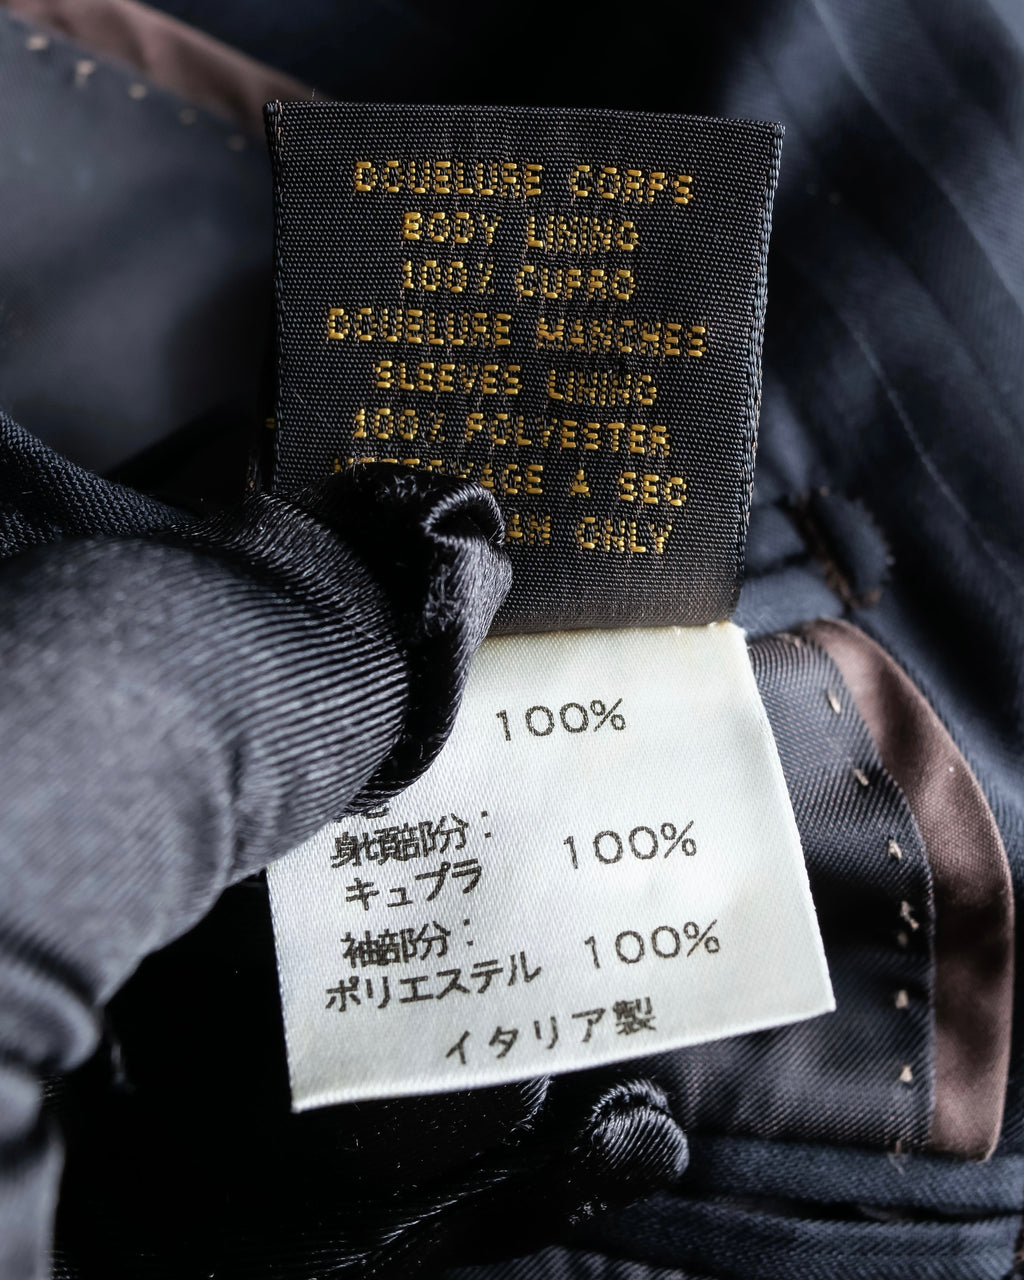 DOUBLURE CORPS
BODY LINING
100% CUPRO
DOUBLURE MANCHES
SLEEVES LINING
100% POLYESTER
A SEC
ONLY
100%
身頃部分:
キュプラ 100%
袖部分:
ポリエステル 100%
イタリア製